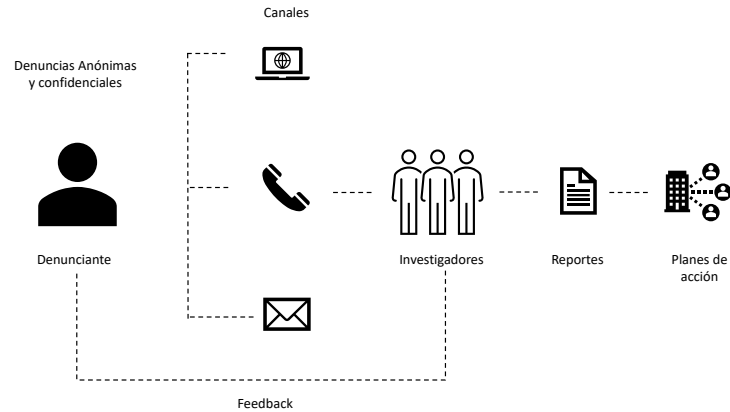 Canales
Denuncias Anónimas
y confidenciales
Denunciante
Investigadores
Reportes
Planes de
acción
Feedback